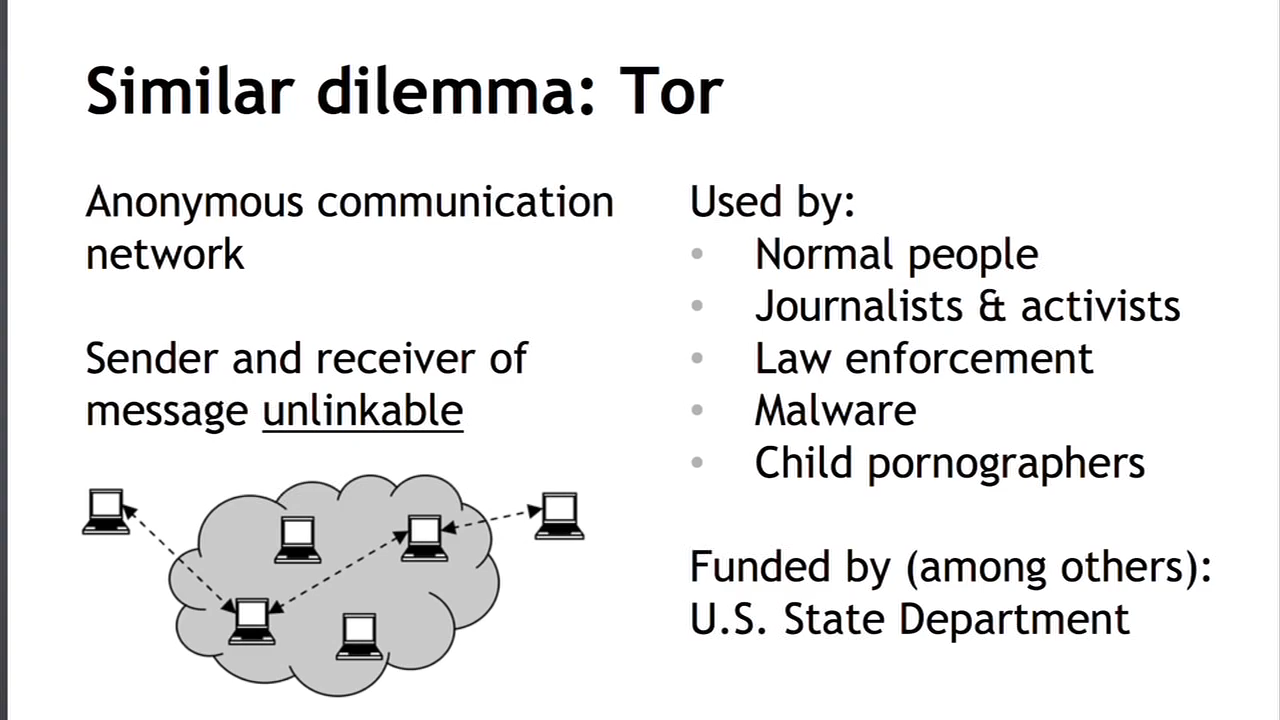 Similar dilemma: Tor
Anonymous communication
network
Sender and receiver of
message unlinkable
Used by:
• Normal people
• Journalists & activists
• Law enforcement
• Malware
• Child pornographers
Funded by (among others):
U.S. State Department